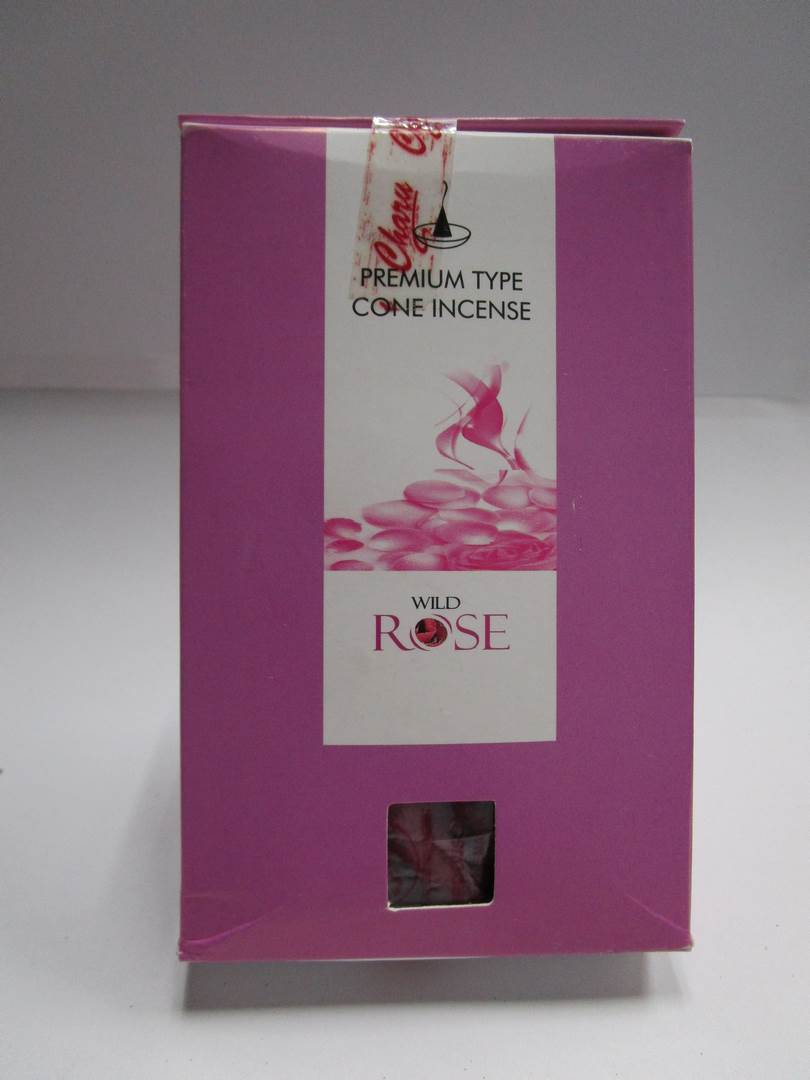 Charu
PREMIUM TYPE
CONE INCENSE
WILD
ROSE